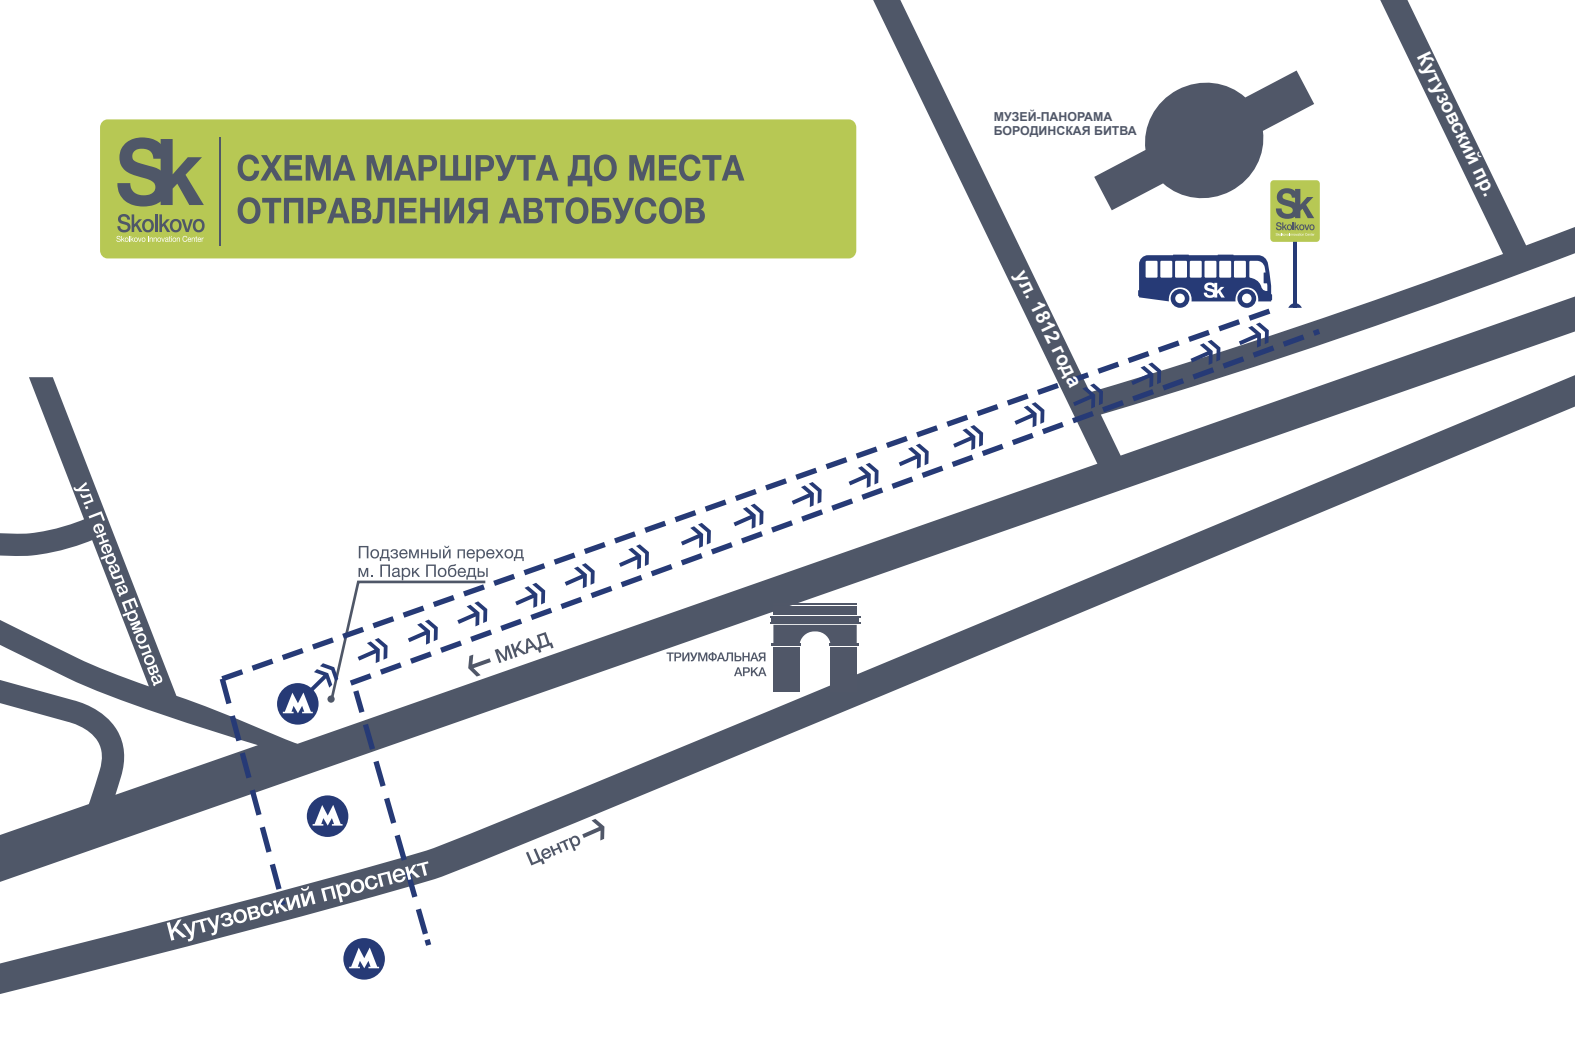 Sk
Skolkovo
Skolkovo Innovation Center
СХЕМА МАРШРУТА ДО МЕСТА
ОТПРАВЛЕНИЯ АВТОБУСОВ
МУЗЕЙ-ПАНОРАМА
БОРОДИНСКАЯ БИТВА
Кутузовский пр.
Sk
Skolkovo
Sk
ул. 1812 года
ул. Генерала Ермолова
Подземный переход
м. Парк Победы
МКАД
ТРИУМФАЛЬНАЯ
АРКА
М
М
Центр
Кутузовский проспект
М